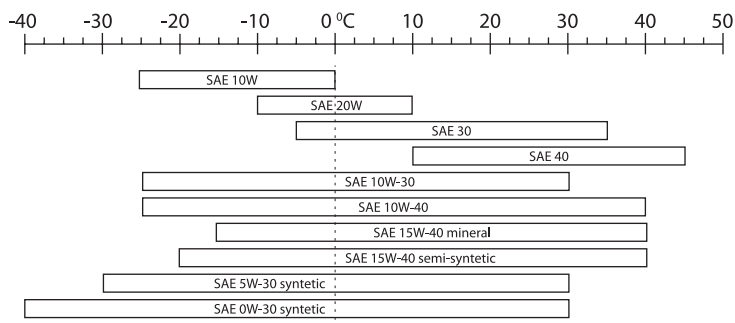 -40 -30 -20 -10 0 ⁰C 10 20 30 40 50
SAE 10W
SAE 20W
SAE 30
SAE 40
SAE 10W-30
SAE 10W-40
SAE 15W-40 mineral
SAE 15W-40 semi-syntetic
SAE 5W-30 syntetic
SAE 0W-30 syntetic